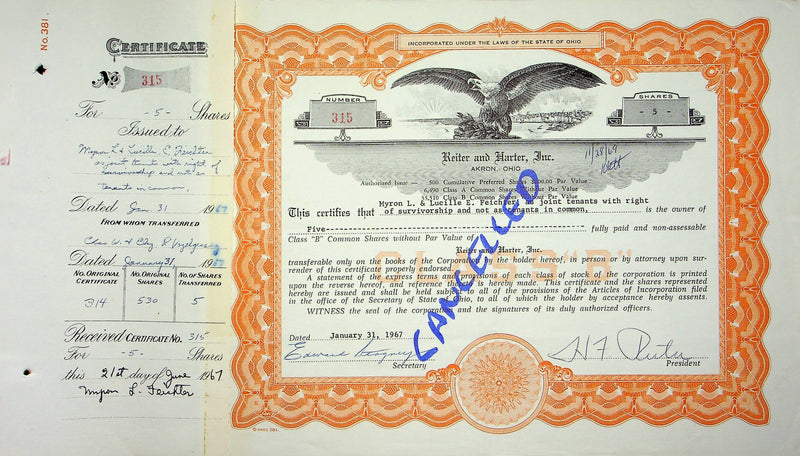 No. 381.
CERTIFICATE
No 315
For -5- Shares
Issued to
Myron L & Lucille E. Feichter
as joint tenants with right of
survivorship and not as
tenants in common.
Dated Jan 31 1967
FROM WHOM TRANSFERRED
Dated January 31 19
NO. ORIGINAL CERTIFICATE NO. ORIGINAL SHARES NO. OF SHARES TRANSFERRED
314 530 5
Received CERTIFICATE NO. 315
For -5- Shares
this 21st day of June 1967
Myron L. Feichter
INCORPORATED UNDER THE LAWS OF THE STATE OF OHIO
NUMBER
315
SHARES
- 5 -
Reiter and Harter, Inc.
AKRON, OHIO
11/28/69
Authorized Issue — 500 Cumulative Preferred Shares $100.00 Par Value
6,490 Class A Common Shares Par Value
35,520 Class B Common Shares Par Value
Myron L. & Lucille E. Feichter as joint tenants with right
This certifies that of survivorship and not as tenants in common, is the owner of
Five fully paid and non-assessable
Class "B" Common Shares without Par Value of
Reiter and Harter, Inc.
transferable only on the books of the Corporation by the holder hereof, in person or by attorney upon sur-
render of this certificate properly endorsed.
A statement of the express terms and provisions of each class of stock of the corporation is printed
upon the reverse hereof, and reference thereto is hereby made. This certificate and the shares represented
hereby are issued and shall be held subject to all of the provisions of the Articles of Incorporation filed
in the office of the Secretary of State of Ohio, to all of which the holder by acceptance hereby assents.
WITNESS the seal of the corporation and the signatures of its duly authorized officers.
CLASS "B"
CANCELLED
Dated January 31, 1967
Secretary
H F Reiter
President